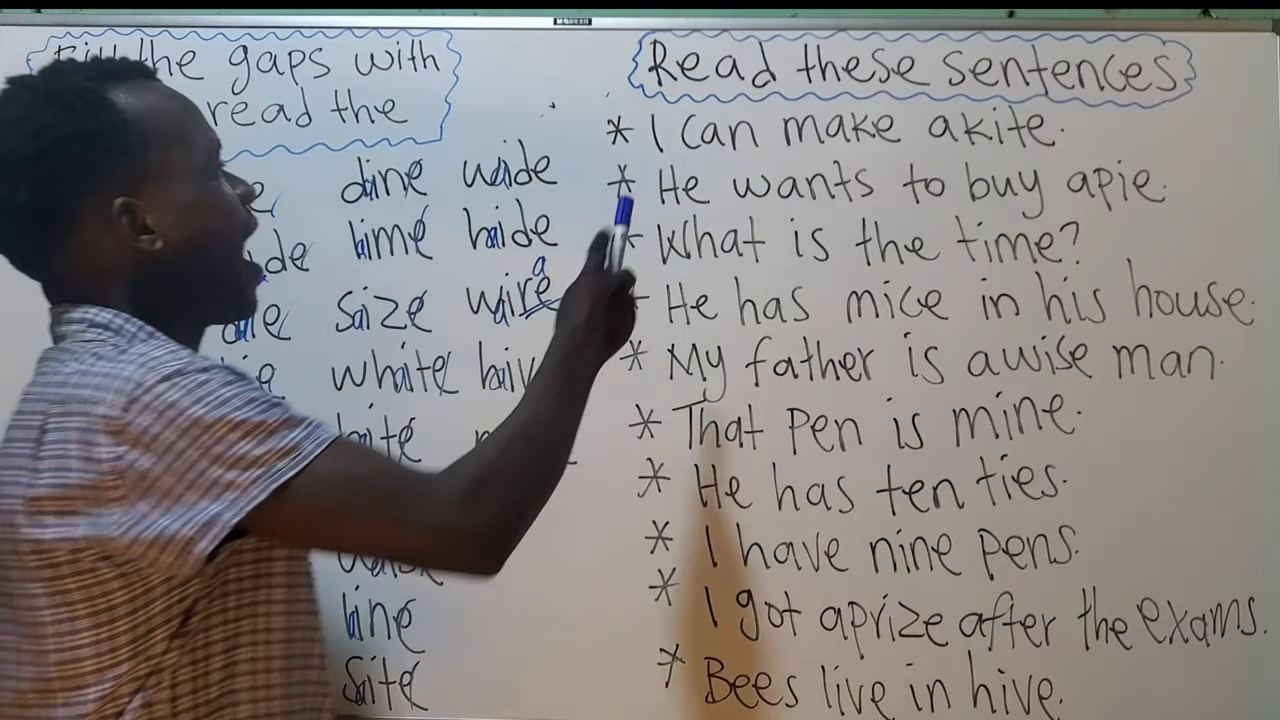 the gaps with
read the
dine wide
lime hide
size wire
a
white
bite
line
Site
Read these sentences
* I can make akite.
* He wants to buy apie.
What is the time?
He has mice in his house.
* My father is awise man.
* That pen is mine.
* He has ten ties.
* I have nine pens.
* I got aprize after the exams.
* Bees live in hive.